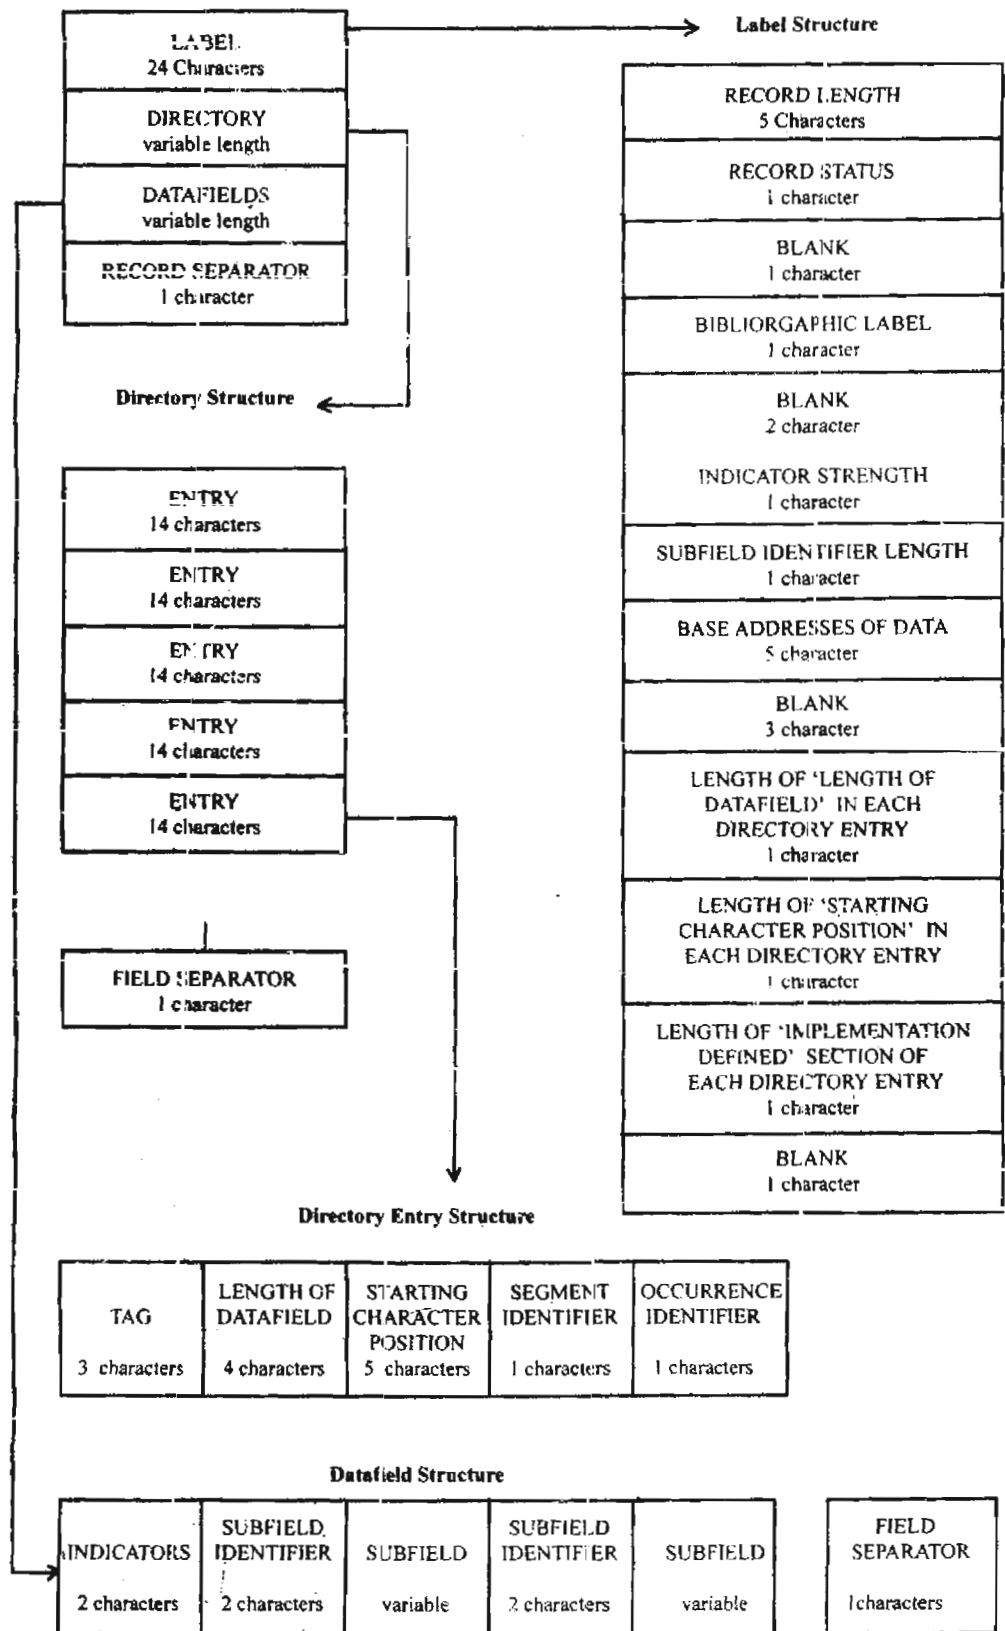 LABEL
24 Characters
DIRECTORY
variable length
DATAFIELDS
variable length
RECORD SEPARATOR
1 character
Label Structure
RECORD LENGTH
5 Characters
RECORD STATUS
1 character
BLANK
1 character
BIBLIORGAPHIC LABEL
1 character
BLANK
2 character
INDICATOR STRENGTH
1 character
SUBFIELD IDENTIFIER LENGTH
1 character
BASE ADDRESSES OF DATA
5 character
BLANK
3 character
LENGTH OF 'LENGTH OF
DATAFIELD' IN EACH
DIRECTORY ENTRY
1 character
LENGTH OF 'STARTING
CHARACTER POSITION' IN
EACH DIRECTORY ENTRY
1 character
LENGTH OF 'IMPLEMENTATION
DEFINED' SECTION OF
EACH DIRECTORY ENTRY
1 character
BLANK
1 character
Directory Structure
ENTRY
14 characters
ENTRY
14 characters
ENTRY
14 characters
ENTRY
14 characters
ENTRY
14 characters
FIELD SEPARATOR
1 character
Directory Entry Structure
TAG
3 characters
LENGTH OF
DATAFIELD
4 characters
STARTING
CHARACTER
POSITION
5 characters
SEGMENT
IDENTIFIER
1 characters
OCCURRENCE
IDENTIFIER
1 characters
Datafield Structure
INDICATORS
2 characters
SUBFIELD
IDENTIFIER
2 characters
SUBFIELD
variable
SUBFIELD
IDENTIFIER
2 characters
SUBFIELD
variable
FIELD
SEPARATOR
1characters